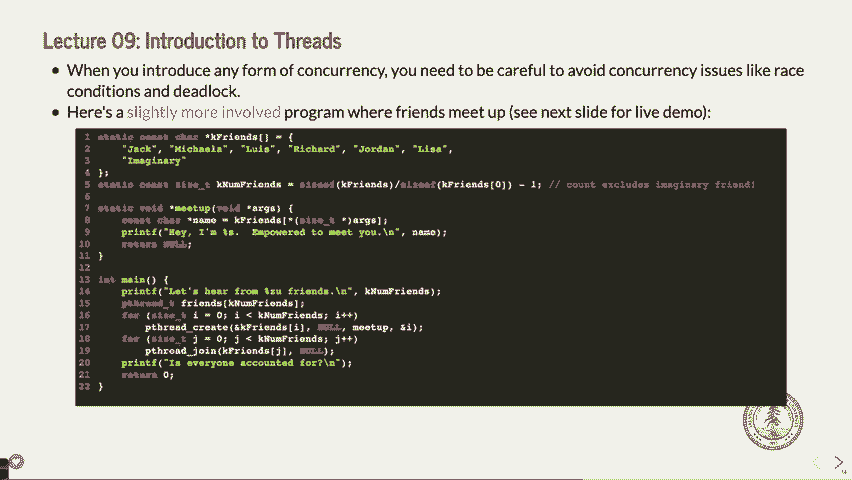 Lecture 09: Introduction to Threads
When you introduce any form of concurrency, you need to be careful to avoid concurrency issues like race
conditions and deadlock.
Here's a slightly more involved program where friends meet up (see next slide for live demo):
1 static const char *kFriends[] = {
2 "Jack", "Michaela", "Luis", "Richard", "Jordan", "Lisa",
3 "Imaginary"
4 };
5 static const size_t kNumFriends = sizeof(kFriends)/sizeof(kFriends[0]) - 1; // count excludes imaginary friend!
6
7 static void *meetup(void *args) {
8 const char *name = kFriends[*(size_t *)args];
9 printf("Hey, I'm %s. Empowered to meet you.\n", name);
10 return NULL;
11 }
12
13 int main() {
14 printf("Let's hear from %zu friends.\n", kNumFriends);
15 pthread_t friends[kNumFriends];
16 for (size_t i = 0; i < kNumFriends; i++)
17 pthread_create(&kFriends[i], NULL, meetup, &i);
18 for (size_t j = 0; j < kNumFriends; j++)
19 pthread_join(kFriends[j], NULL);
20 printf("Is everyone accounted for?\n");
21 return 0;
22 }